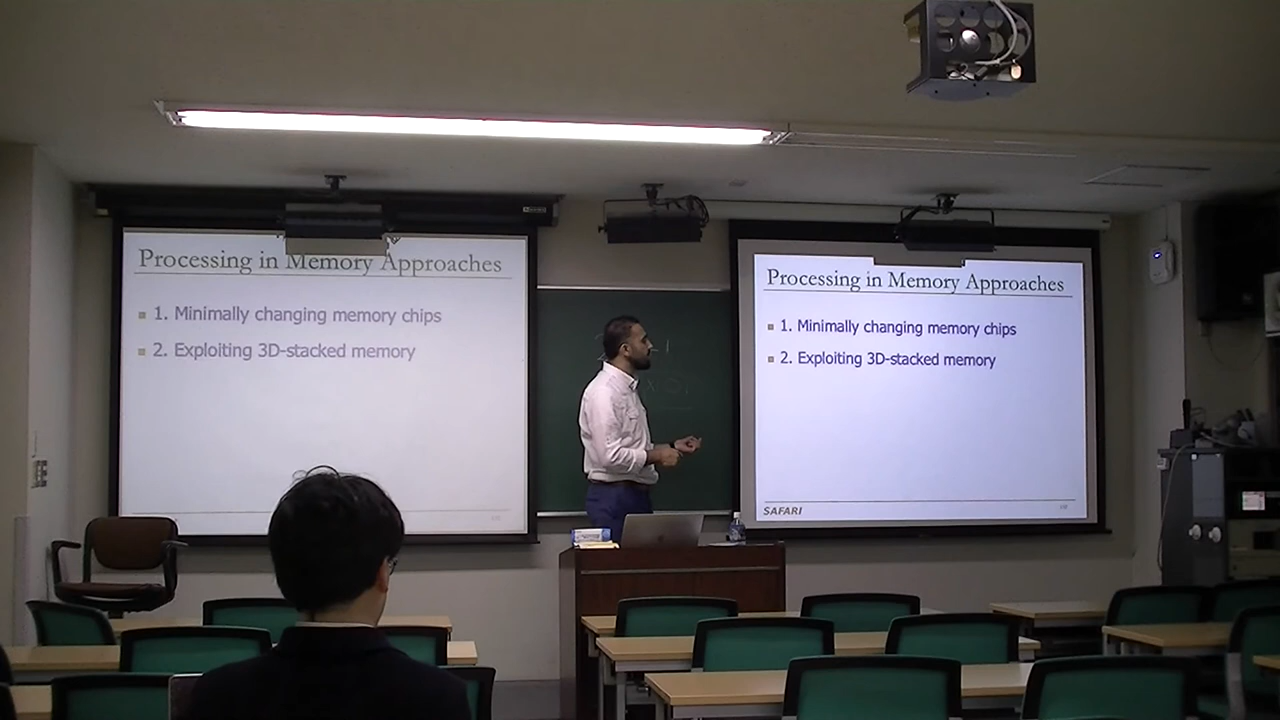 Processing in Memory Approaches
1. Minimally changing memory chips
2. Exploiting 3D-stacked memory
Processing in Memory Approaches
1. Minimally changing memory chips
2. Exploiting 3D-stacked memory
SAFARI